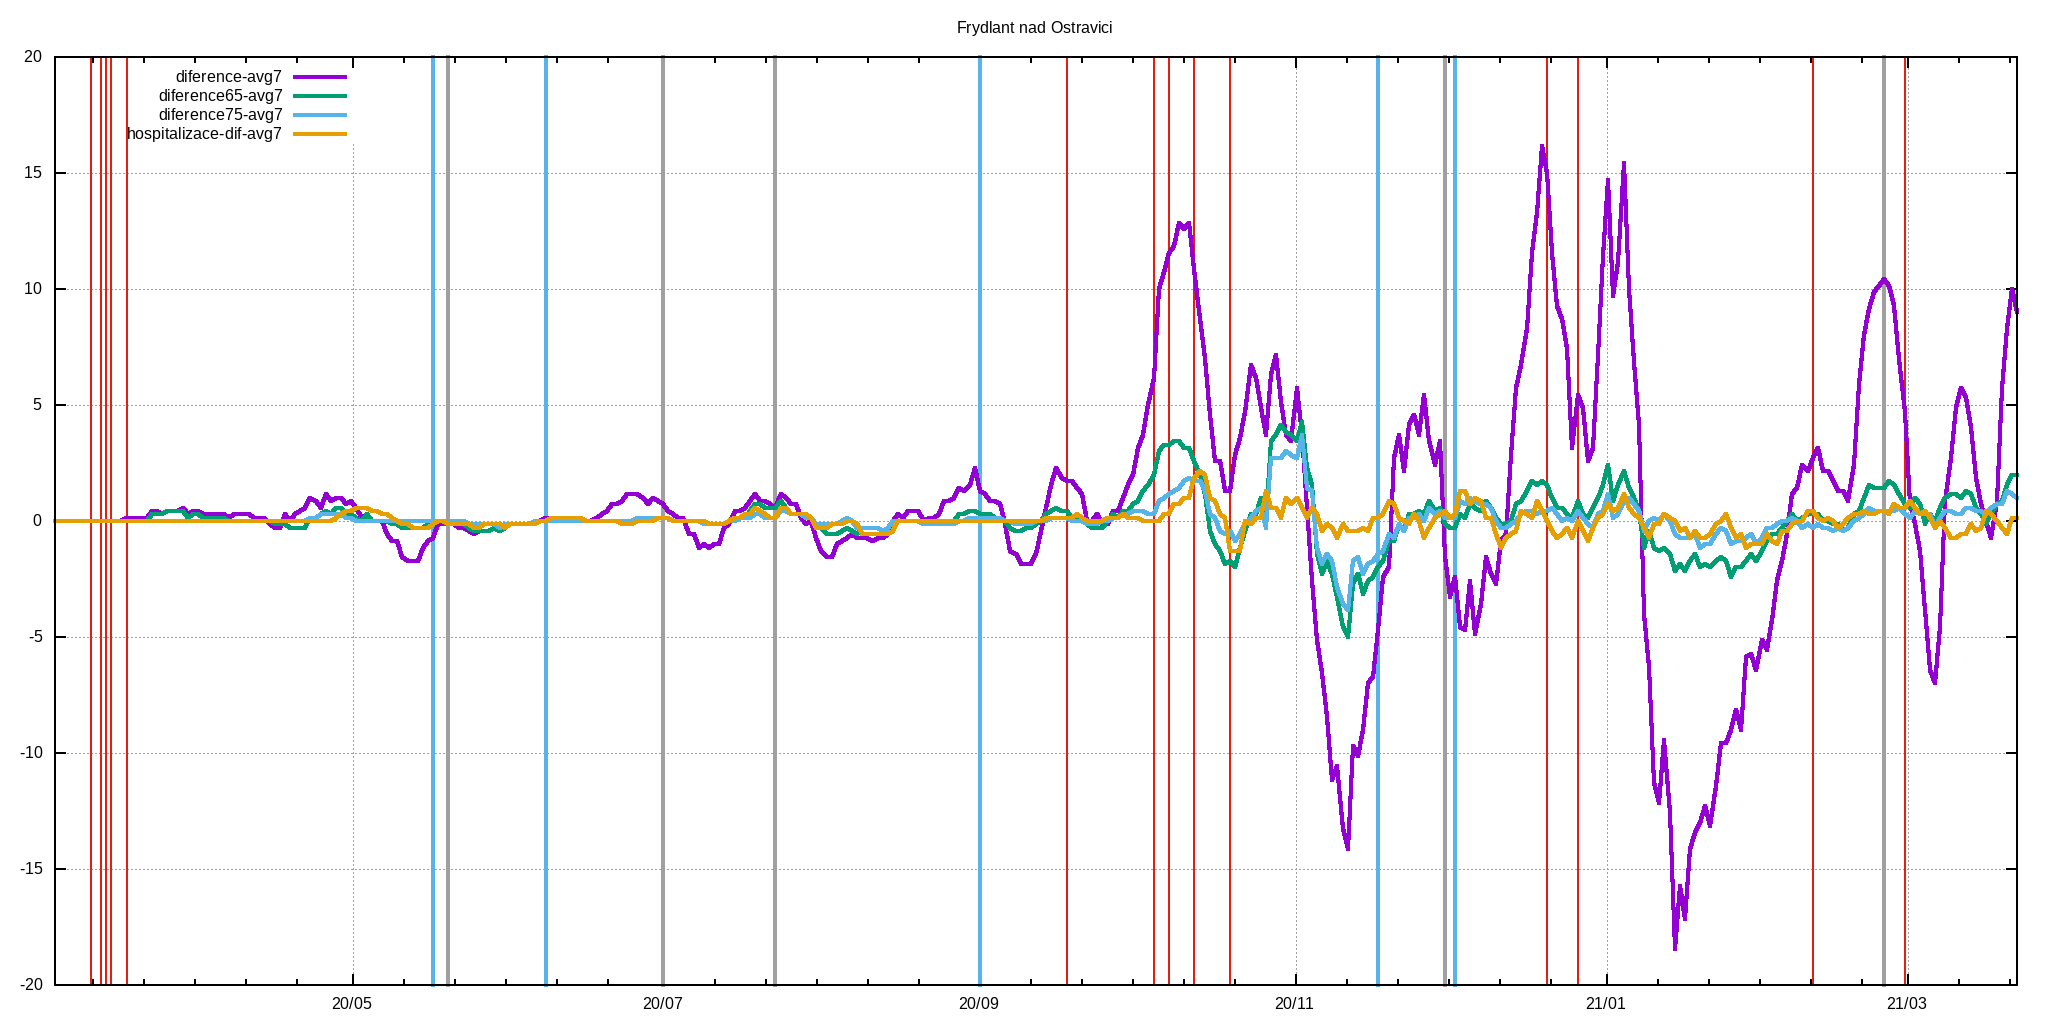 Frydlant nad Ostravici
diference-avg7
diference65-avg7
diference75-avg7
hospitalizace-dif-avg7
20
15
10
5
0
-5
-10
-15
-20
20/05 20/07 20/09 20/11 21/01 21/03